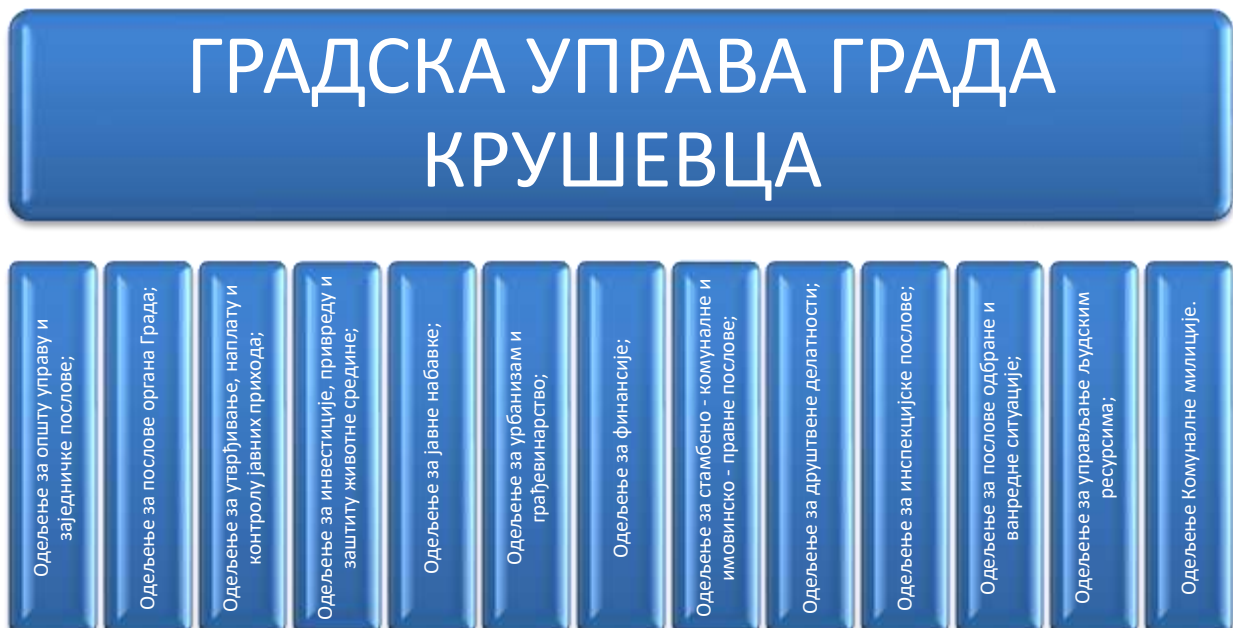 ГРАДСКА УПРАВА ГРАДА
КРУШЕВЦА
Одељење за општу управу и
заједничке послове;
Одељење за послове органа Града;
Одељење за утврђивање, наплату и
контролу јавних прихода;
Одељење за инвестиције, привреду и
заштиту животне средине;
Одељење за јавне набавке;
Одељење за урбанизам и
грађевинарство;
Одељење за финансије;
Одељење за стамбено - комуналне и
имовинско - правне послове;
Одељење за друштвене делатности;
Одељење за инспекцијске послове;
Одељење за послове одбране и
ванредне ситуације;
Одељење за управљање људским
ресурсима;
Одељење Комуналне милиције.